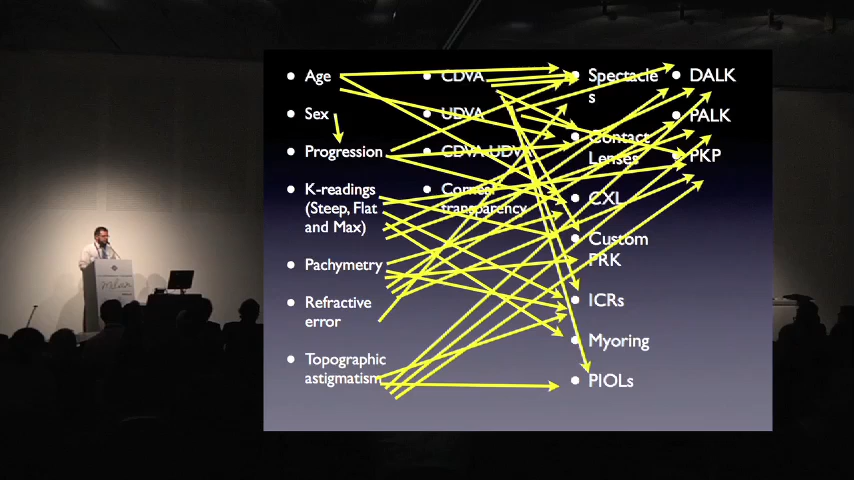 Age
Sex
Progression
K-readings
(Steep, Flat
and Max)
Pachymetry
Refractive
error
Topographic
astigmatism
CDVA
UDVA
CDVA-UDVA
Corneal
transparency
Spectacle
s
Contact
Lenses
CXL
Custom
PRK
ICRs
Myoring
PIOLs
DALK
PALK
PKP
milan